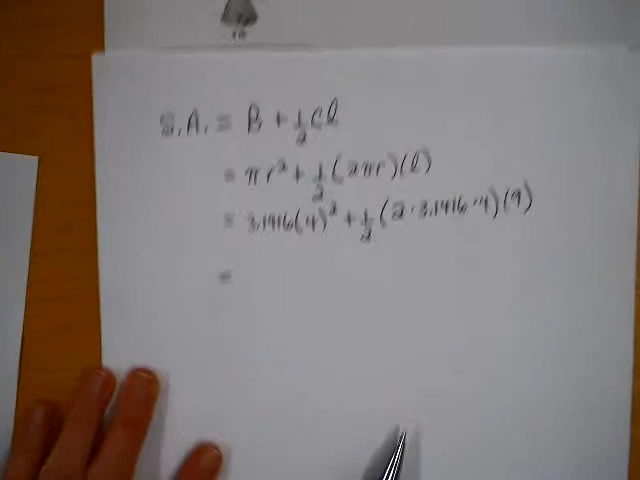 S.A. = B + 1/2 Cl
= πr² + 1/2 (2πr)(l)
= 3.1416(4)² + 1/2 (2·3.1416·4)(9)
=